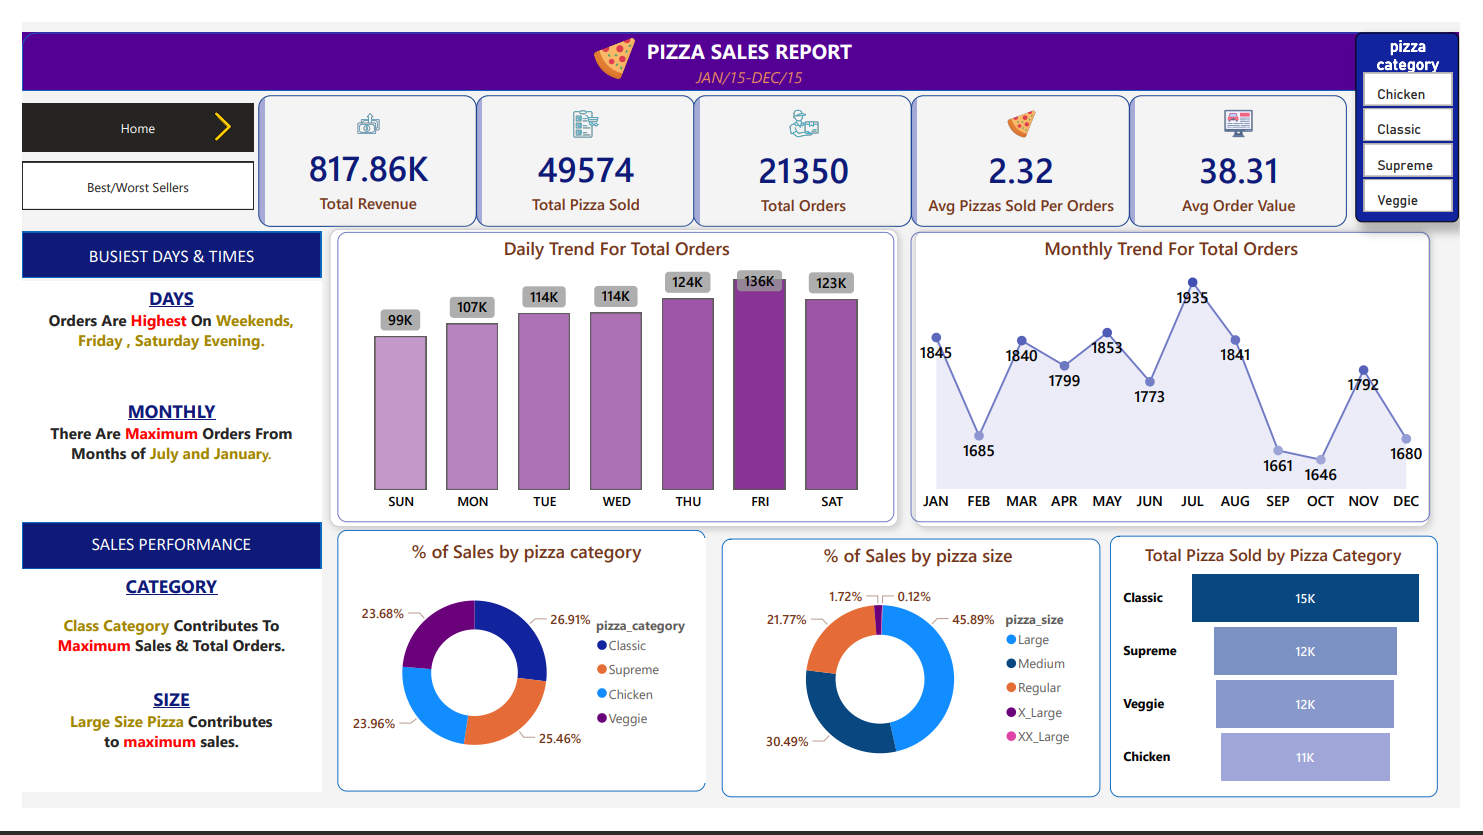 PIZZA SALES REPORT
JAN/15-DEC/15
pizza
category
Chicken
Classic
Supreme
Veggie
Home
Best/Worst Sellers
817.86K
Total Revenue
49574
Total Pizza Sold
21350
Total Orders
2.32
Avg Pizzas Sold Per Orders
38.31
Avg Order Value
BUSIEST DAYS & TIMES
DAYS
Orders Are Highest On Weekends,
Friday , Saturday Evening.
MONTHLY
There Are Maximum Orders From
Months of July and January.
Daily Trend For Total Orders
99K
107K
114K
114K
124K
136K
123K
SUN MON TUE WED THU FRI SAT
Monthly Trend For Total Orders
1845
1685
1840
1799
1853
1773
1935
1841
1661
1646
1792
1680
JAN FEB MAR APR MAY JUN JUL AUG SEP OCT NOV DEC
SALES PERFORMANCE
CATEGORY
Class Category Contributes To
Maximum Sales & Total Orders.
SIZE
Large Size Pizza Contributes
to maximum sales.
% of Sales by pizza category
23.68%
26.91%
23.96%
25.46%
pizza_category
Classic
Supreme
Chicken
Veggie
% of Sales by pizza size
1.72%
0.12%
21.77%
45.89%
30.49%
pizza_size
Large
Medium
Regular
X_Large
XX_Large
Total Pizza Sold by Pizza Category
Classic 15K
Supreme 12K
Veggie 12K
Chicken 11K